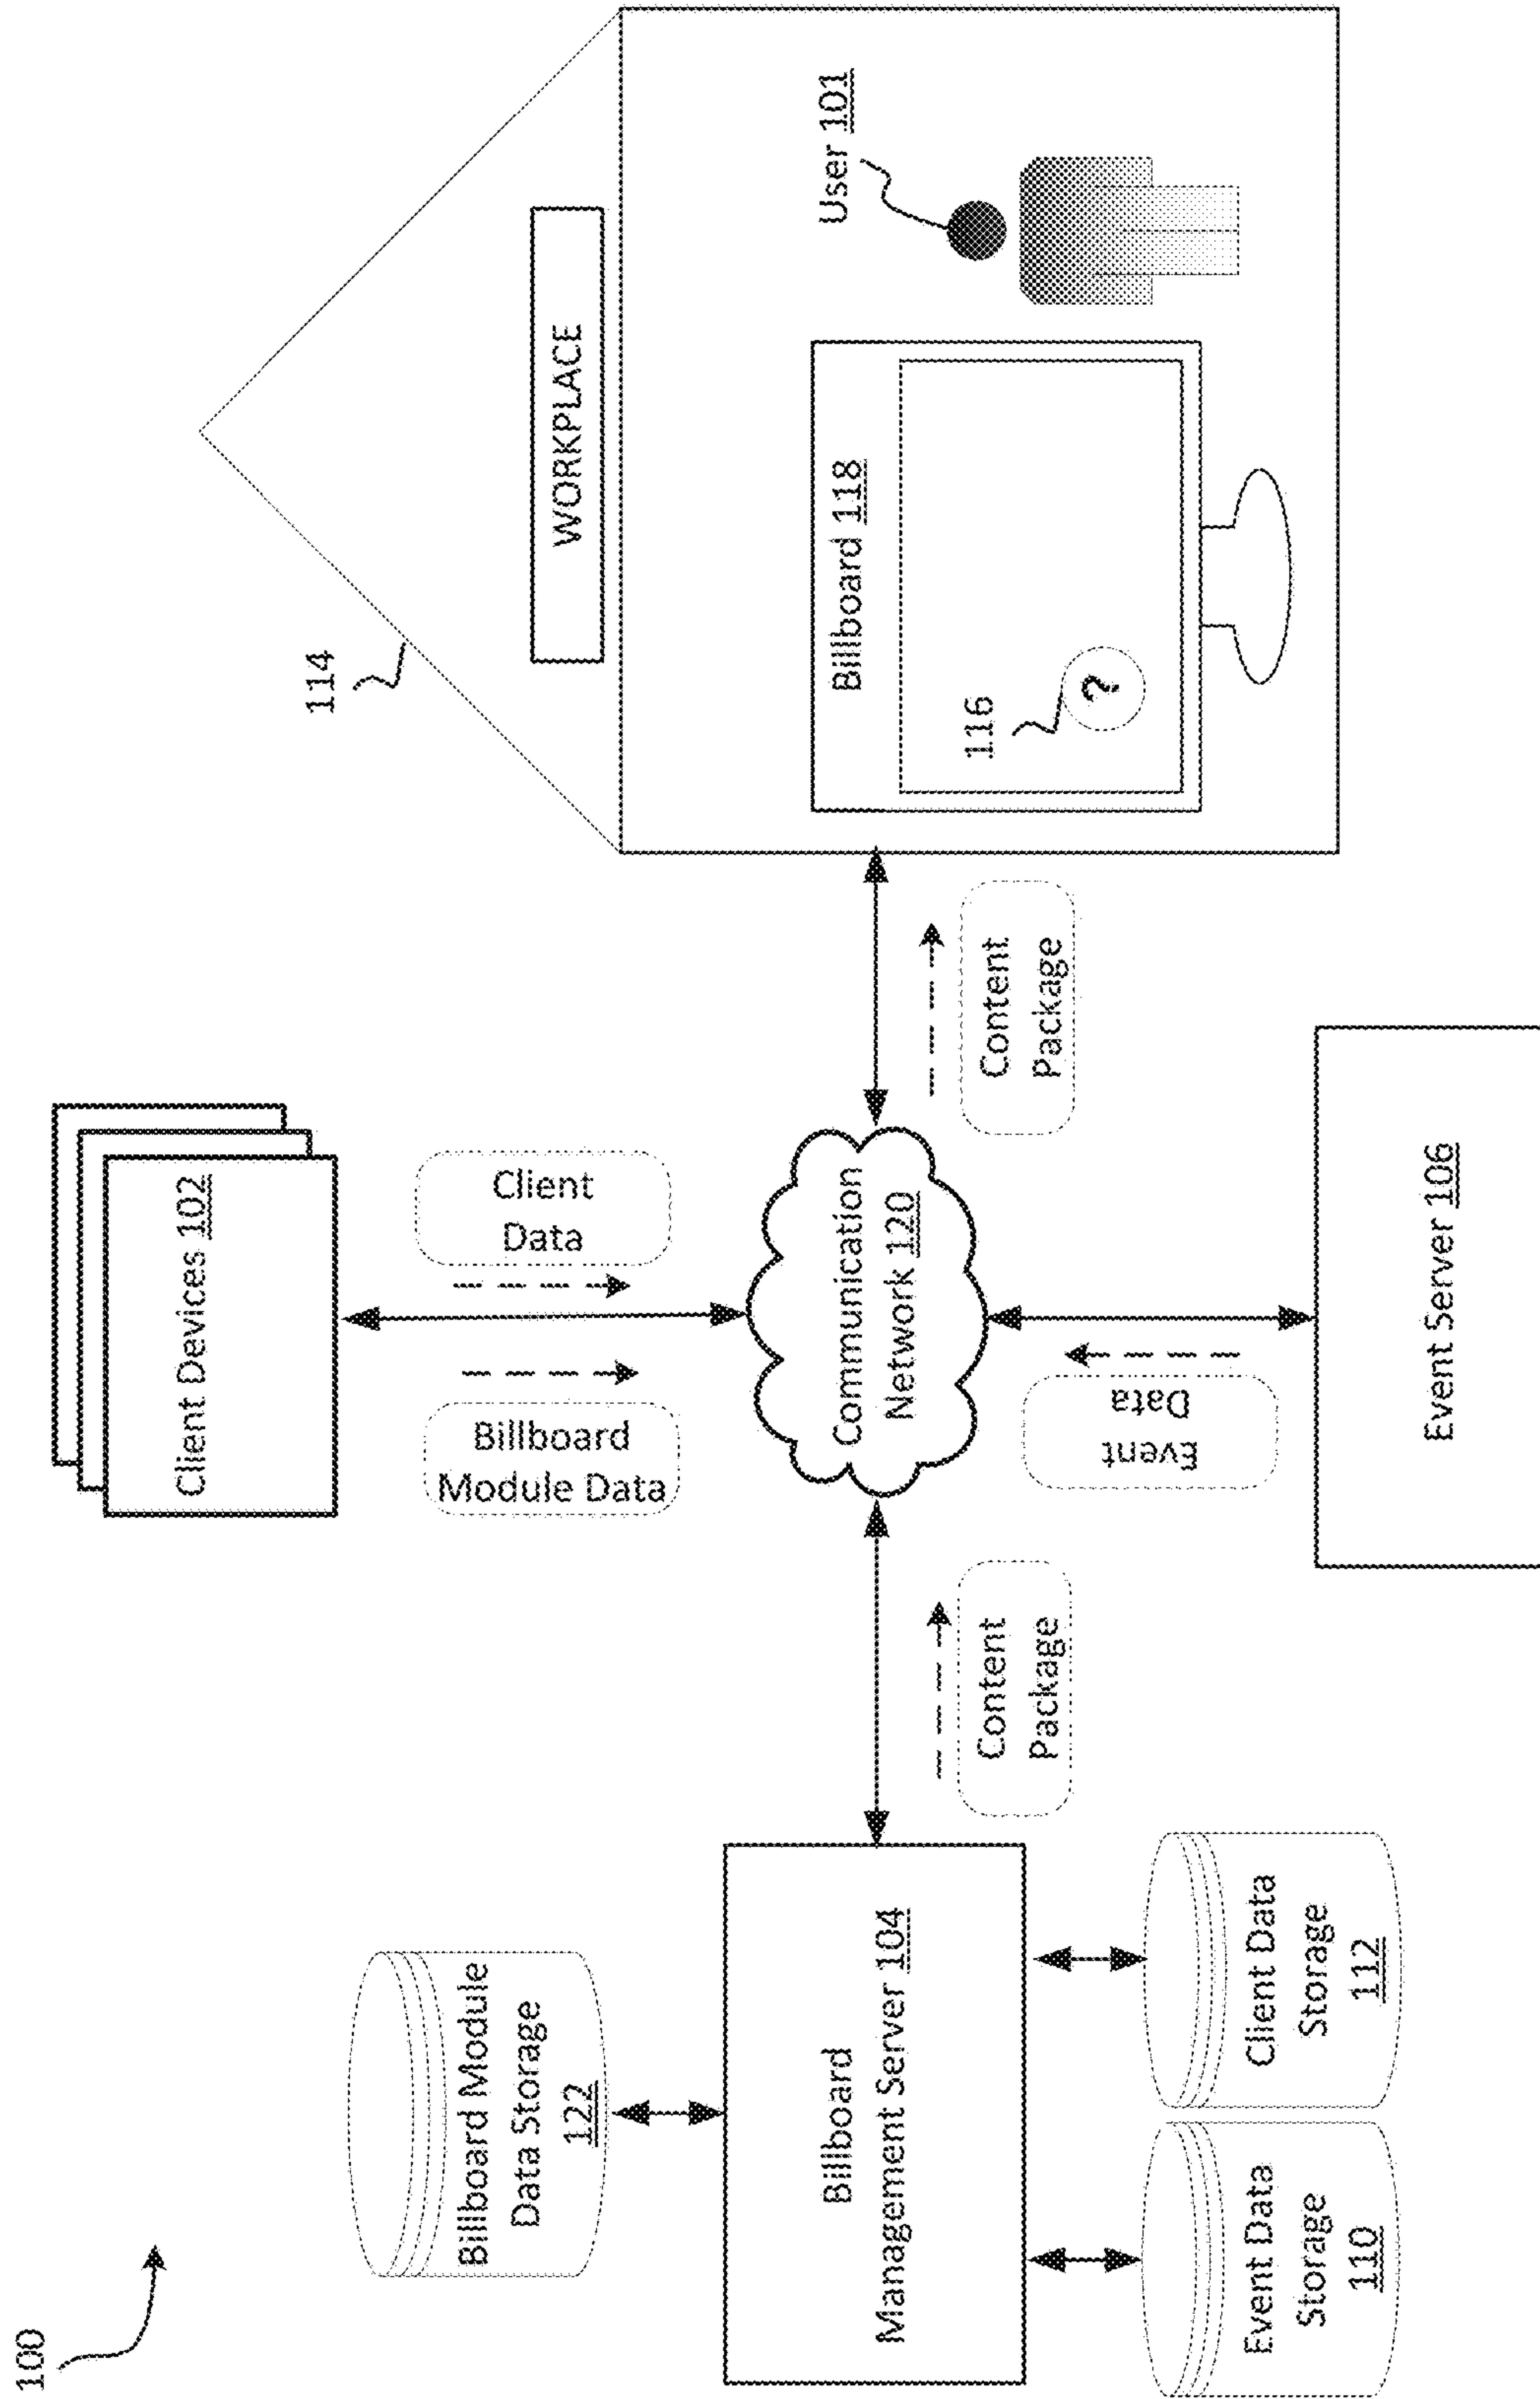 100
Client Devices 102
114
WORKPLACE
Billboard Module
Data Storage
122
Billboard
Module Data
Client
Data
User 101
Billboard 118
116
?
Billboard
Management Server 104
Communication
Network 120
Content
Package
Content
Package
Event
Data
Event Data
Storage
110
Client Data
Storage
112
Event Server 106